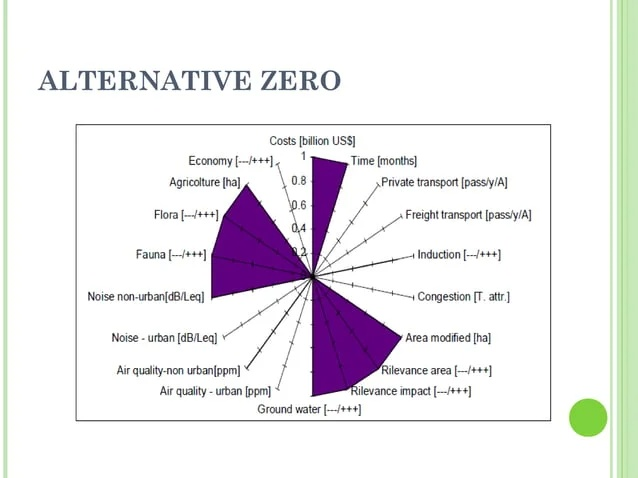 ALTERNATIVE ZERO
Costs [billion US$]
Economy [---/+++]
1
Time [months]
Agricolture [ha]
0.8
Private transport [pass/y/A]
Flora [---/+++]
0.6
Freight transport [pass/y/A]
0.4
Fauna [---/+++]
0.2
Induction [---/+++]
Noise non-urban[dB/Leq]
Congestion [T. attr.]
Noise - urban [dB/Leq]
Area modified [ha]
Air quality-non urban[ppm]
Rilevance area [---/+++]
Air quality - urban [ppm]
Rilevance impact [---/+++]
Ground water [---/+++]